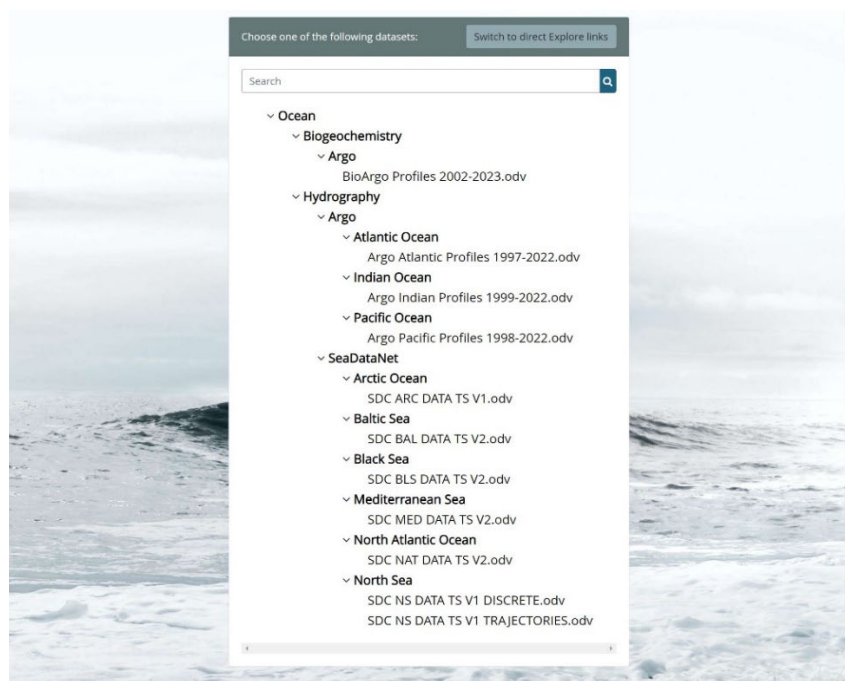 Choose one of the following datasets:
Switch to direct Explore links
Search
Ocean
Biogeochemistry
Argo
BioArgo Profiles 2002-2023.odv
Hydrography
Argo
Atlantic Ocean
Argo Atlantic Profiles 1997-2022.odv
Indian Ocean
Argo Indian Profiles 1999-2022.odv
Pacific Ocean
Argo Pacific Profiles 1998-2022.odv
SeaDataNet
Arctic Ocean
SDC ARC DATA TS V1.odv
Baltic Sea
SDC BAL DATA TS V2.odv
Black Sea
SDC BLS DATA TS V2.odv
Mediterranean Sea
SDC MED DATA TS V2.odv
North Atlantic Ocean
SDC NAT DATA TS V2.odv
North Sea
SDC NS DATA TS V1 DISCRETE.odv
SDC NS DATA TS V1 TRAJECTORIES.odv